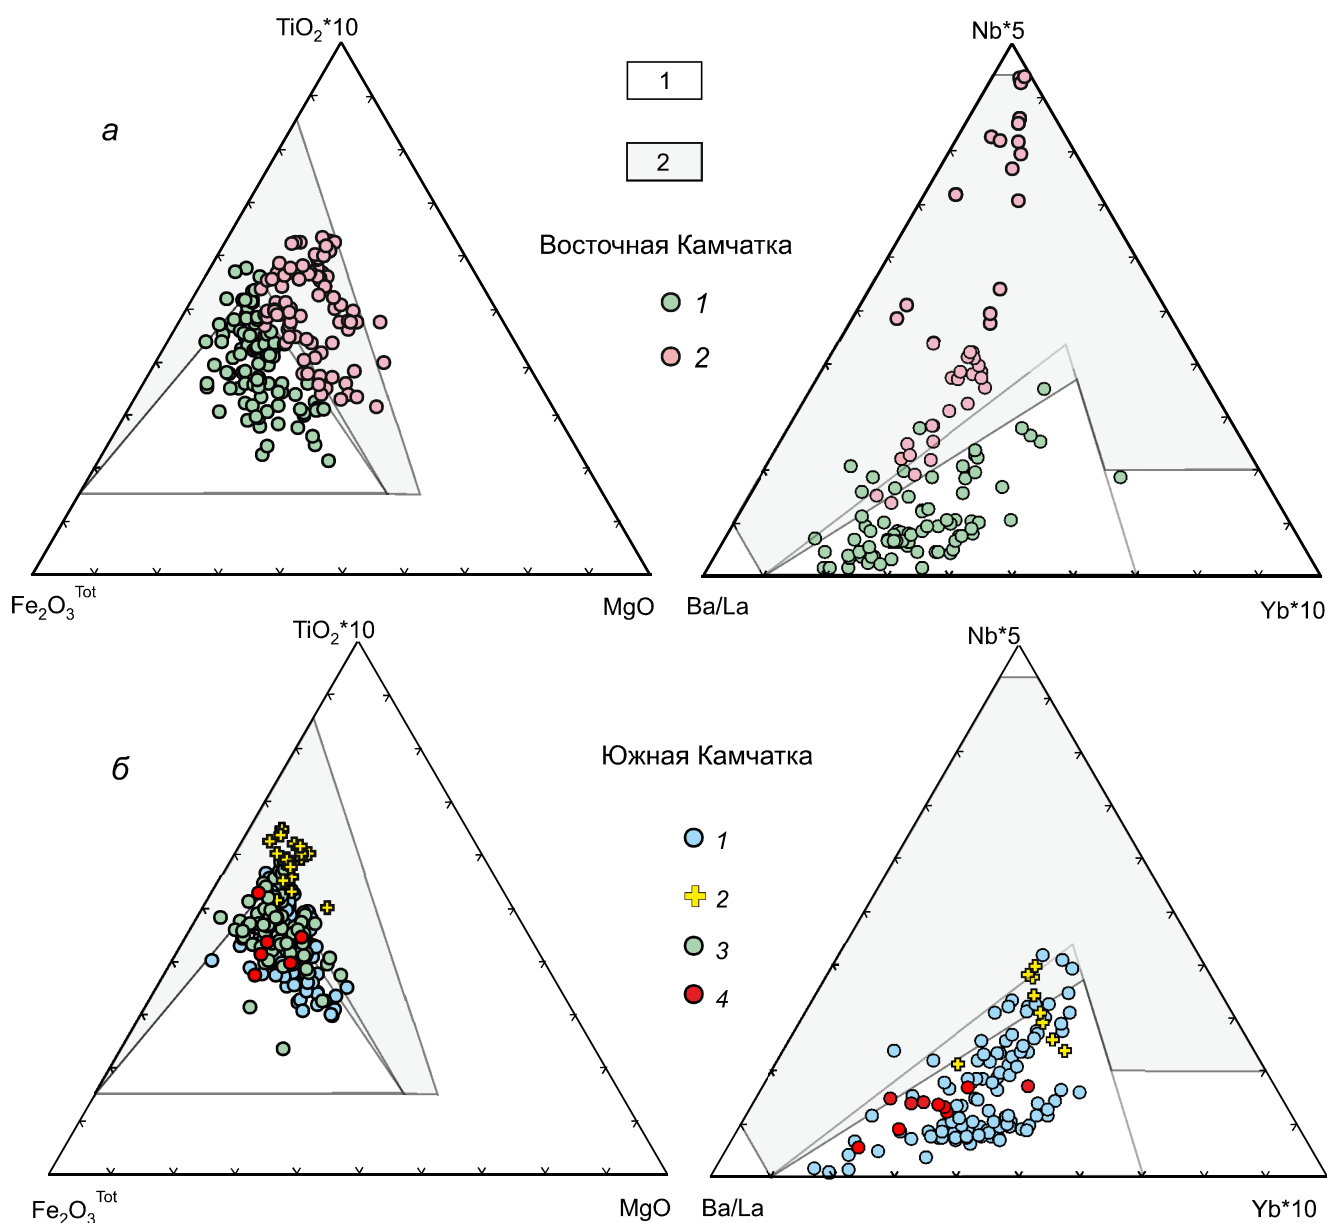 TiO₂*10
Nb*5
1
а
2
Восточная Камчатка
1
2
Fe₂O₃ᵀᵒᵗ
MgO
Ba/La
Yb*10
TiO₂*10
Nb*5
Южная Камчатка
б
1
2
3
4
Fe₂O₃ᵀᵒᵗ
MgO
Ba/La
Yb*10